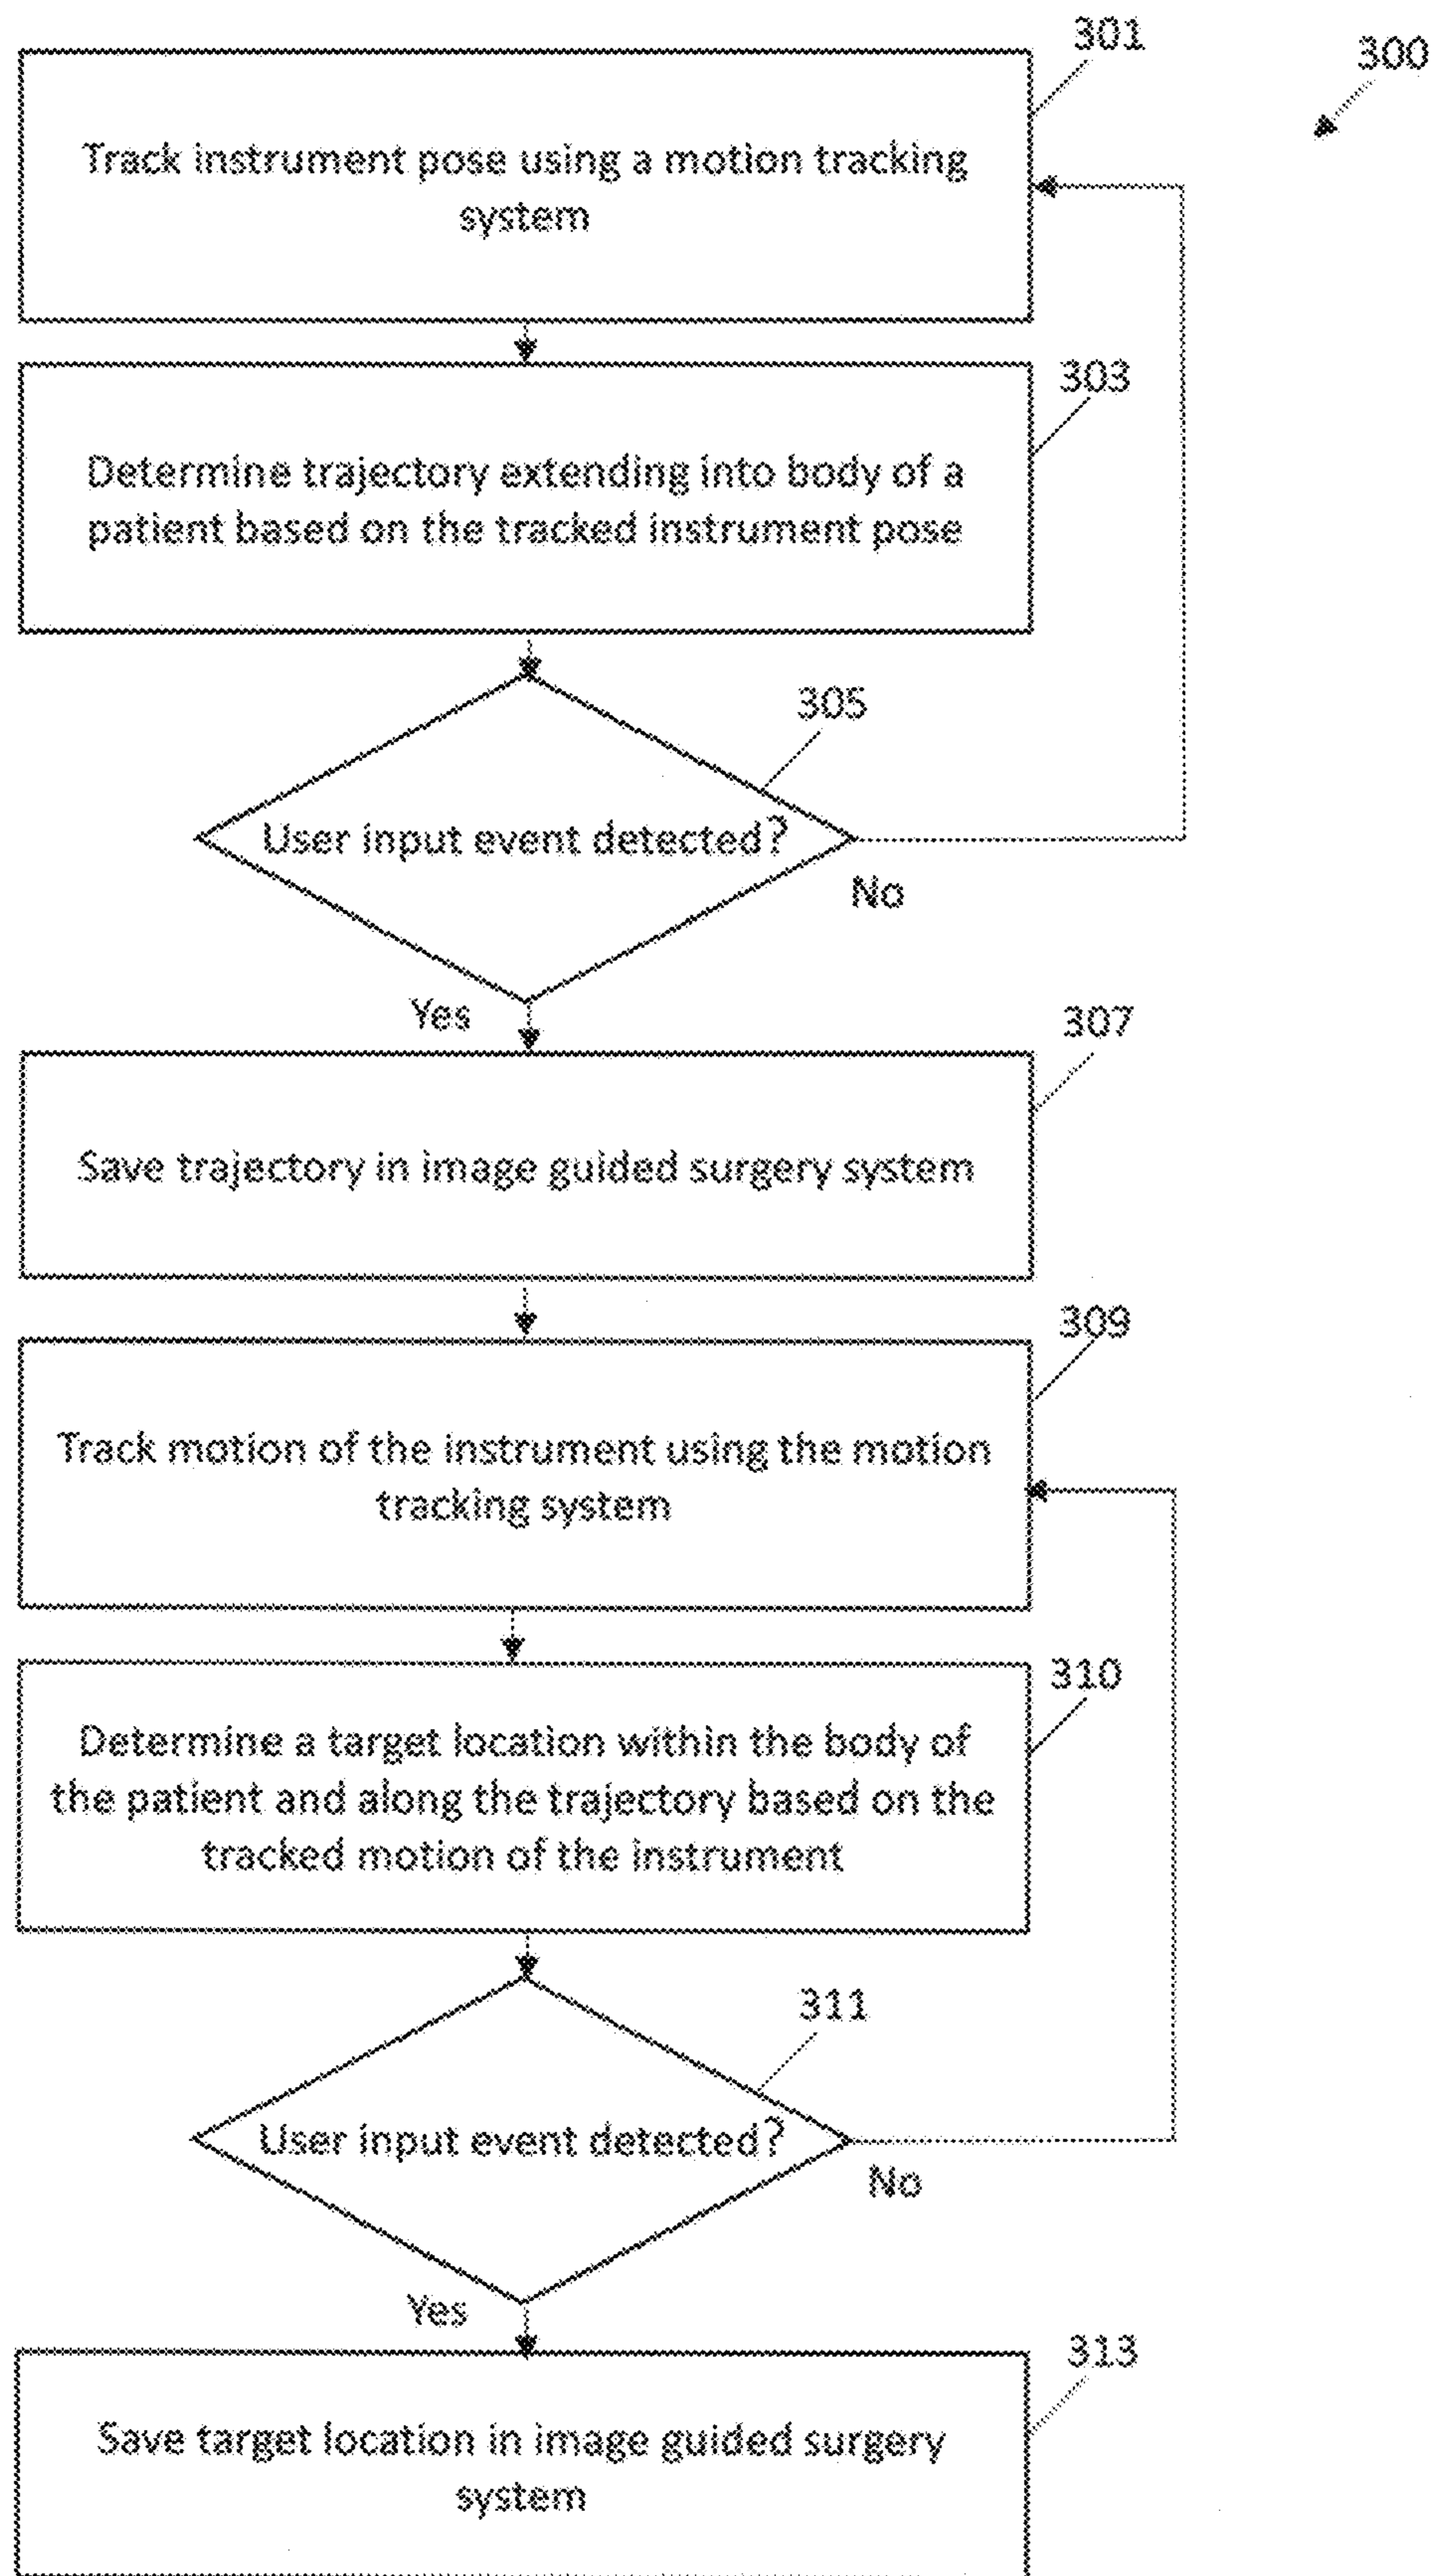 301
300
Track instrument pose using a motion tracking
system
303
Determine trajectory extending into body of a
patient based on the tracked instrument pose
305
User input event detected?
No
Yes
307
Save trajectory in image guided surgery system
309
Track motion of the instrument using the motion
tracking system
310
Determine a target location within the body of
the patient and along the trajectory based on the
tracked motion of the instrument
311
User input event detected?
No
Yes
313
Save target location in image guided surgery
system